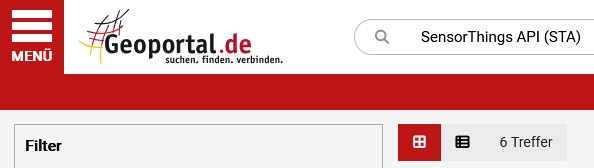 MENÜ
Geoportal.de
suchen. finden. verbinden.
SensorThings API (STA)
Filter
6 Treffer